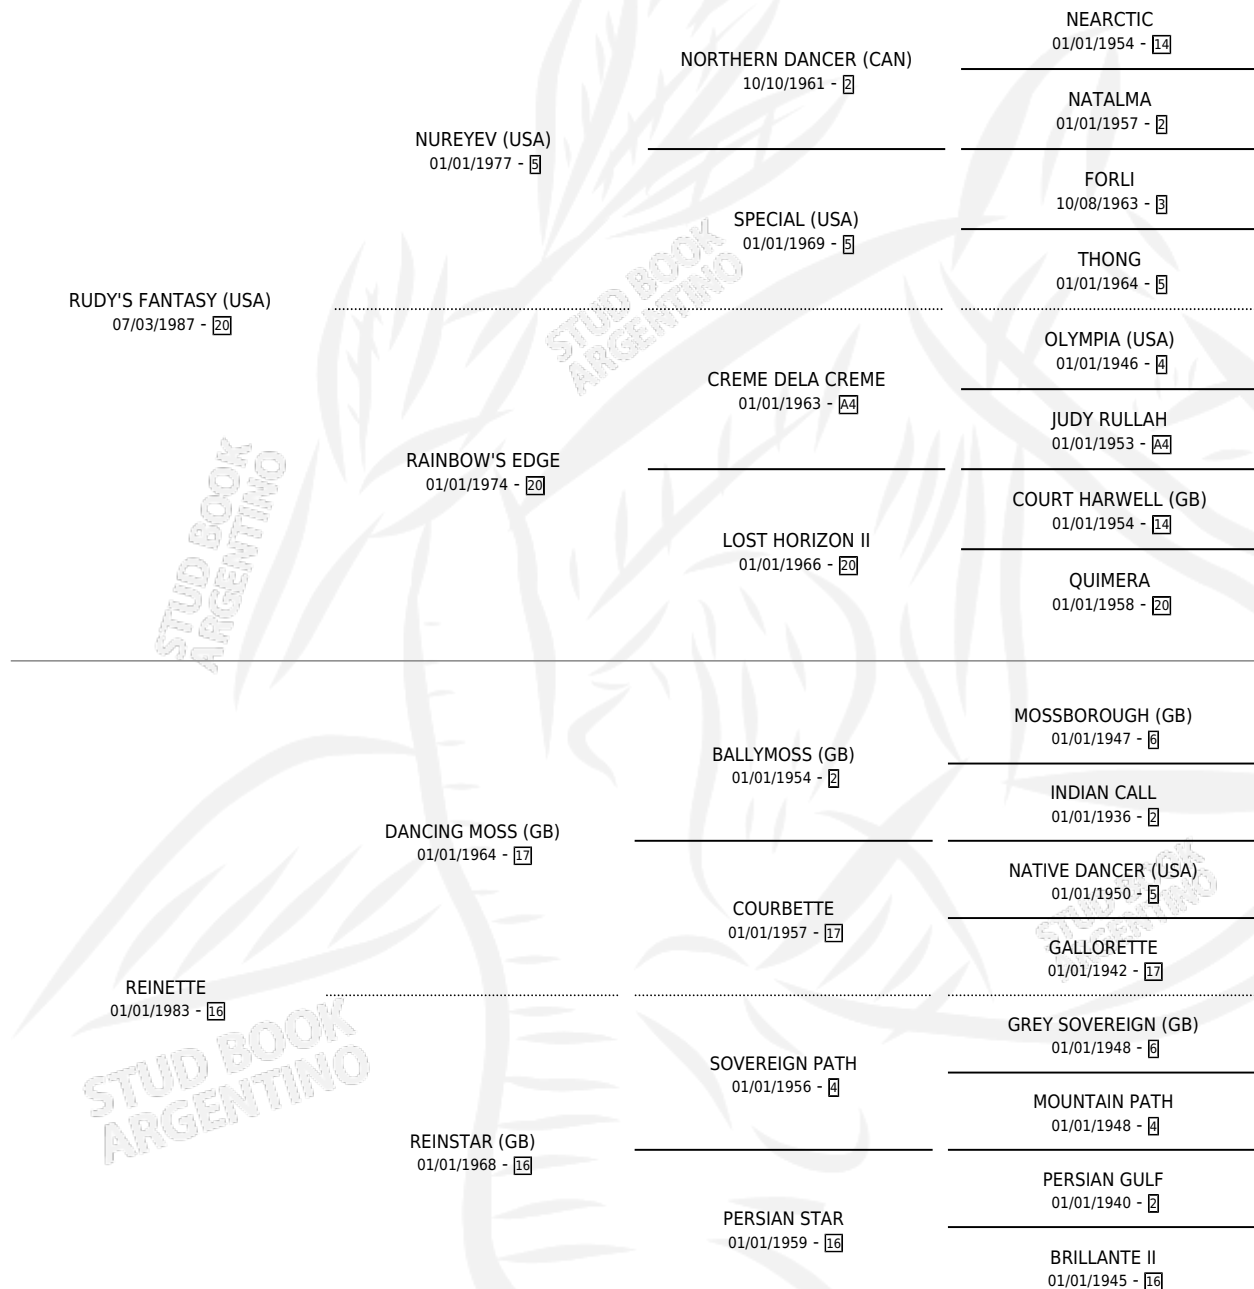 NEARCTIC
01/01/1954 - 14
NORTHERN DANCER (CAN)
10/10/1961 - 2
NATALMA
01/01/1957 - 2
NUREYEV (USA)
01/01/1977 - 5
FORLI
10/08/1963 - 3
SPECIAL (USA)
01/01/1969 - 5
THONG
01/01/1964 - 5
RUDY'S FANTASY (USA)
07/03/1987 - 20
OLYMPIA (USA)
01/01/1946 - 4
CREME DELA CREME
01/01/1963 - A4
JUDY RULLAH
01/01/1953 - A4
RAINBOW'S EDGE
01/01/1974 - 20
COURT HARWELL (GB)
01/01/1954 - 14
LOST HORIZON II
01/01/1966 - 20
QUIMERA
01/01/1958 - 20
MOSSBOROUGH (GB)
01/01/1947 - 6
BALLYMOSS (GB)
01/01/1954 - 2
INDIAN CALL
01/01/1936 - 2
DANCING MOSS (GB)
01/01/1964 - 17
NATIVE DANCER (USA)
01/01/1950 - 5
COURBETTE
01/01/1957 - 17
GALLORETTE
01/01/1942 - 17
REINETTE
01/01/1983 - 16
GREY SOVEREIGN (GB)
01/01/1948 - 6
SOVEREIGN PATH
01/01/1956 - 4
MOUNTAIN PATH
01/01/1948 - 4
REINSTAR (GB)
01/01/1968 - 16
PERSIAN GULF
01/01/1940 - 2
PERSIAN STAR
01/01/1959 - 16
BRILLANTE II
01/01/1945 - 16
STUD BOOK
ARGENTINO
STUD BOOK
ARGENTINO
STUD BOOK
ARGENTINO
STUD BOOK
ARGENTINO